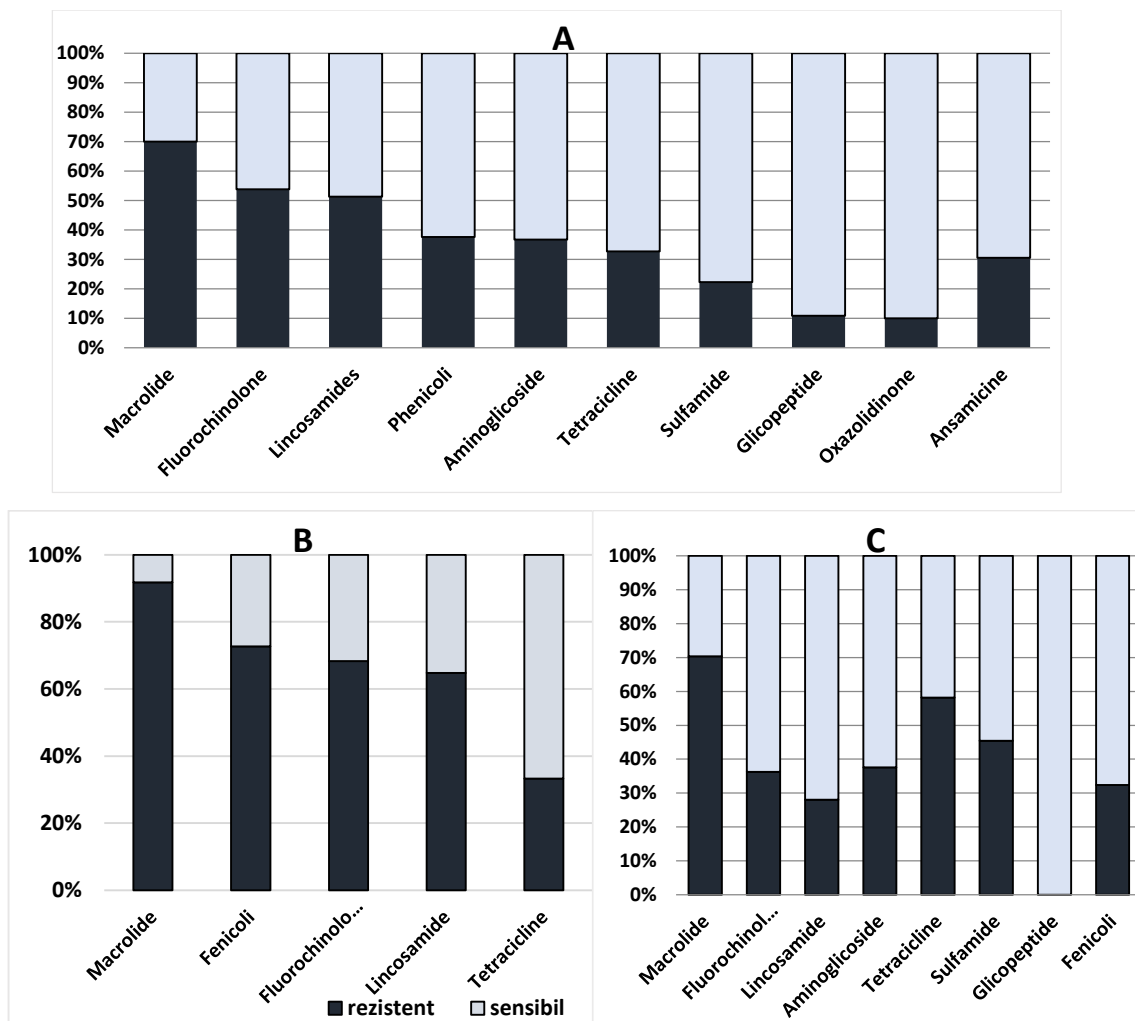 A
100%
90%
80%
70%
60%
50%
40%
30%
20%
10%
0%
Macrolide
Fluorochinolone
Lincosamides
Phenicoli
Aminoglicoside
Tetracicline
Sulfamide
Glicopeptide
Oxazolidinone
Ansamicine
B
100%
80%
60%
40%
20%
0%
Macrolide
Fenicoli
Fluorochinolo...
Lincosamide
Tetracicline
rezistent sensibil
C
100%
90%
80%
70%
60%
50%
40%
30%
20%
10%
0%
Macrolide
Fluorochinol...
Lincosamide
Aminoglicoside
Tetracicline
Sulfamide
Glicopeptide
Fenicoli